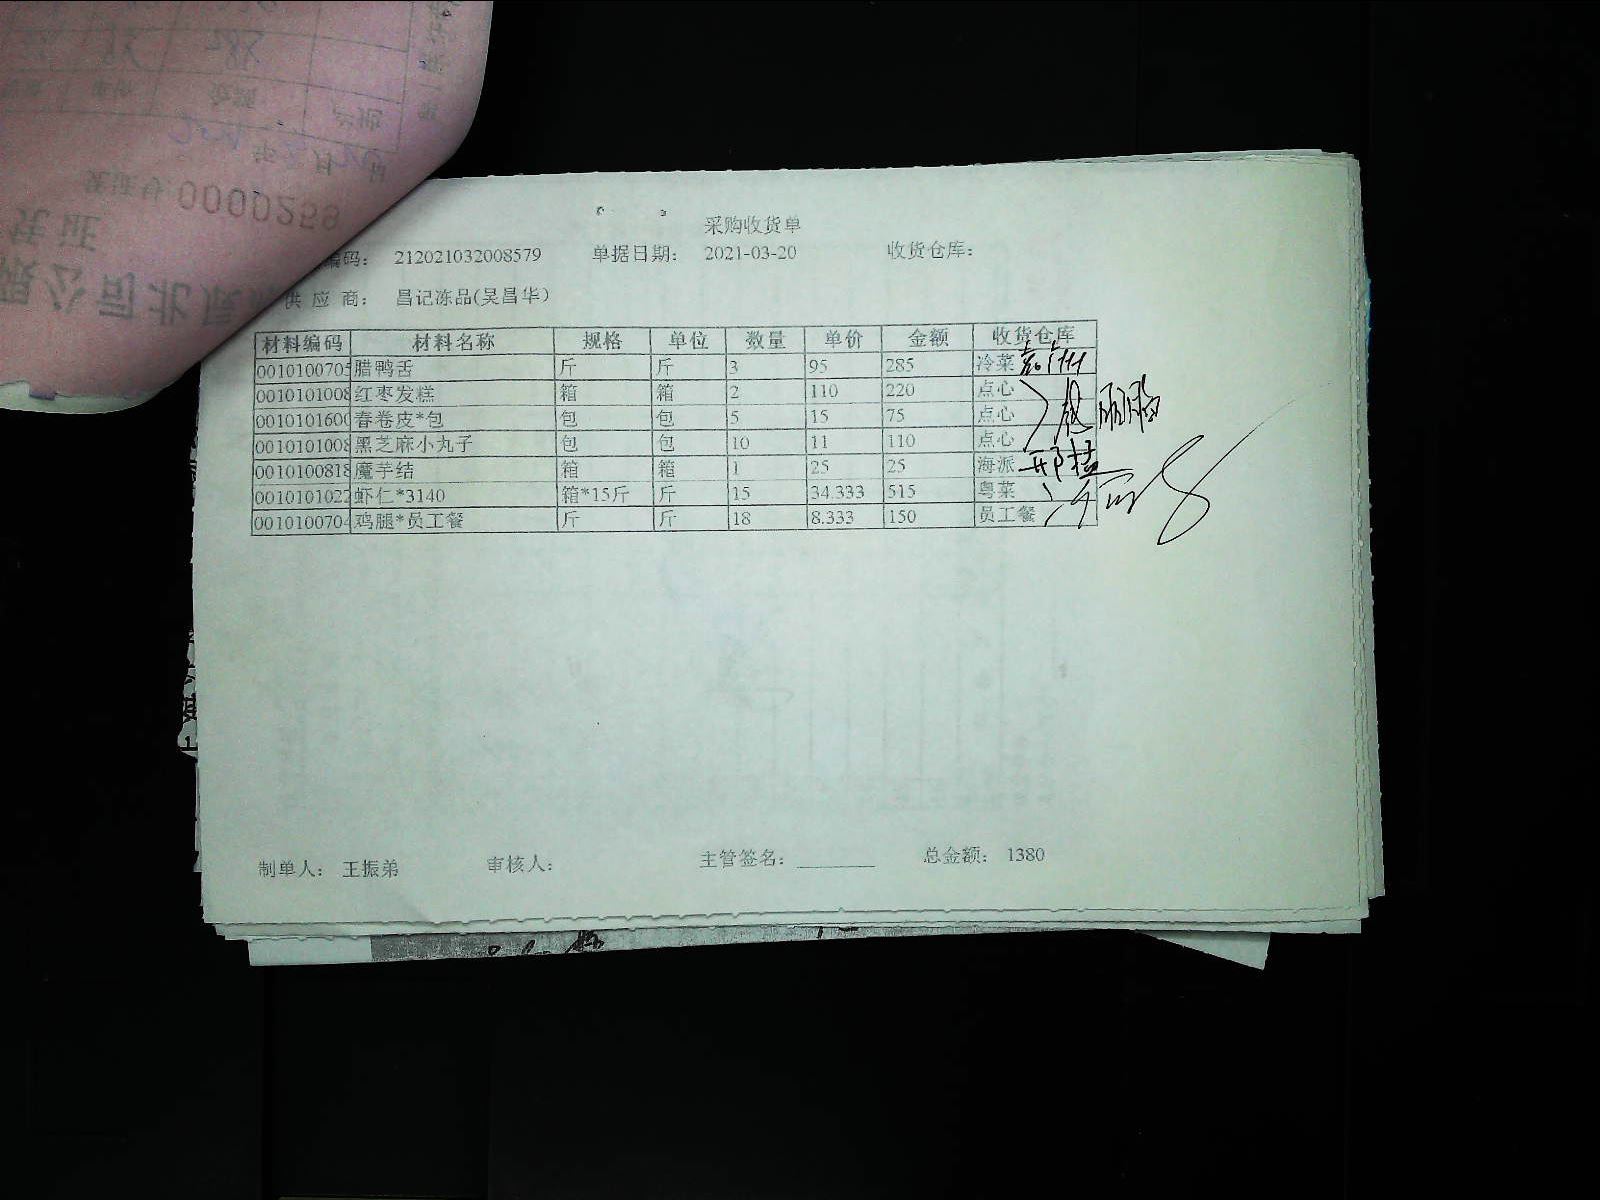 采购收货单
编码： 212021032008579 单据日期： 2021-03-20 收货仓库：
供 应 商： 昌记冻品(吴昌华)
材料编码 材料名称 规格 单位 数量 单价 金额 收货仓库
0010100705 腊鸭舌 斤 斤 3 95 285 冷菜
0010101008 红枣发糕 箱 箱 2 110 220 点心
0010101600 春卷皮*包 包 包 5 15 75 点心
0010101008 黑芝麻小丸子 包 包 10 11 110 点心
0010100818 魔芋结 箱 箱 1 25 25 海派
0010101022 虾仁*3140 箱*15斤 斤 15 34.333 515 粤菜
0010100704 鸡腿*员工餐 斤 斤 18 8.333 150 员工餐
制单人： 王振弟 审核人： 主管签名： 总金额： 1380
0000259